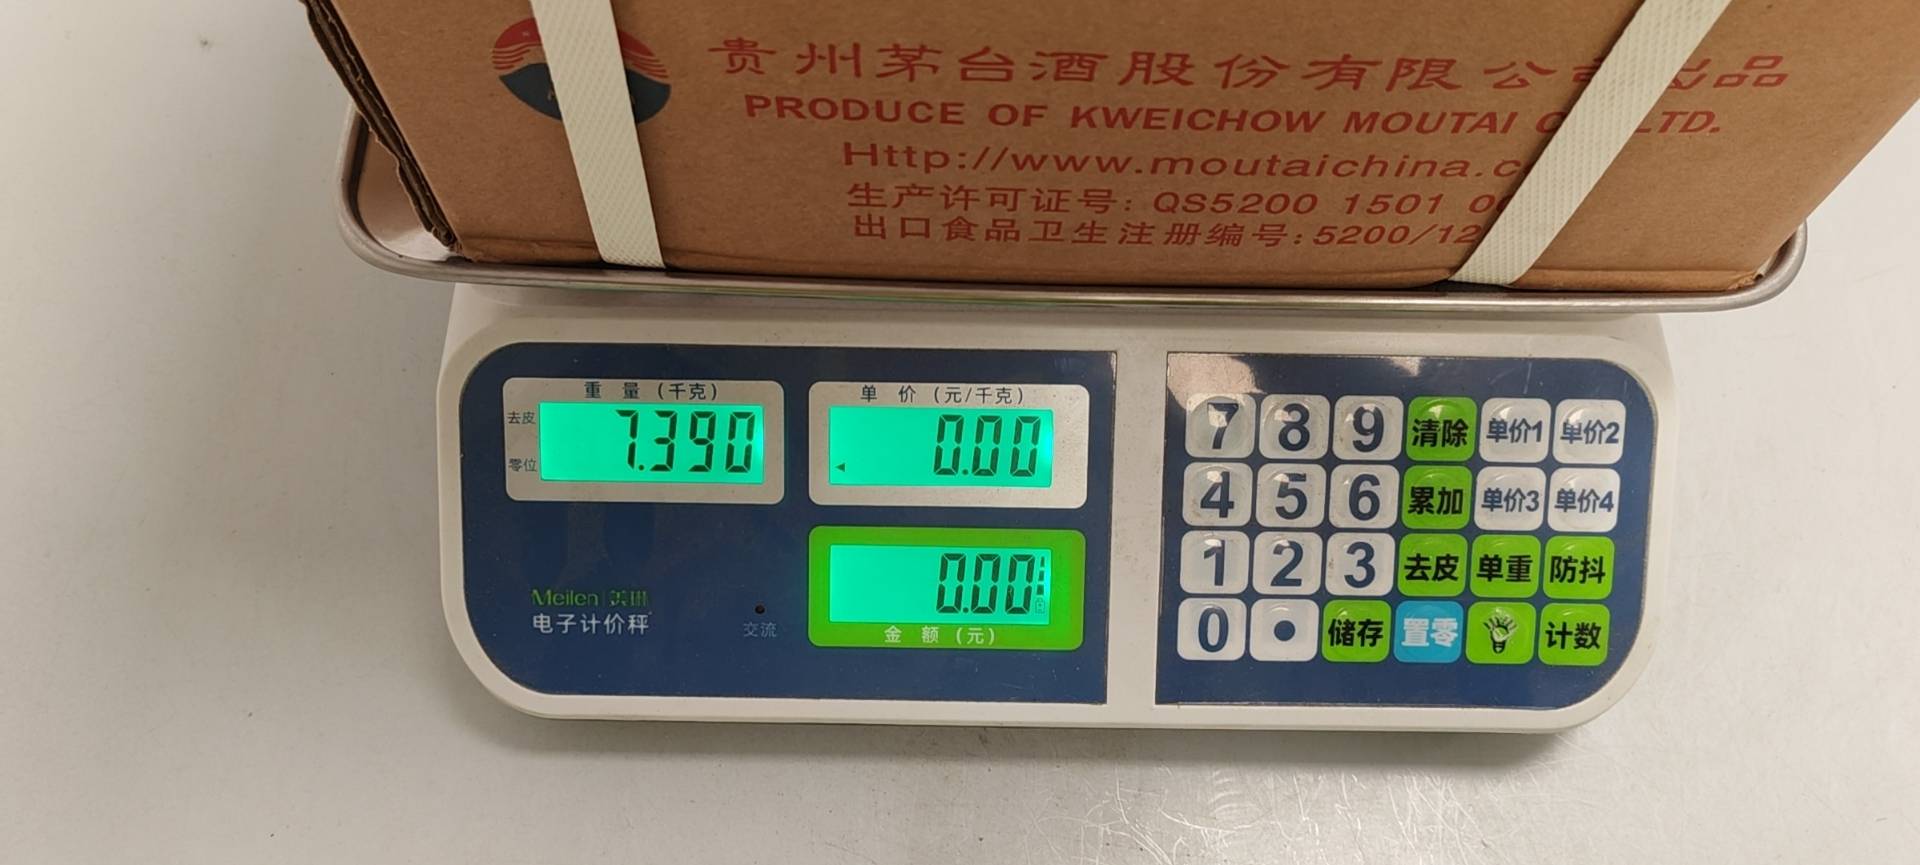 贵州茅台酒股份有限公司出品
PRODUCE OF KWEICHOW MOUTAI LTD.
Http://www.moutaichina.c
生产许可证号: QS5200 1501
出口食品卫生注册编号:5200/12
重 量 (千克)
去皮
7.390
零位
单 价 (元/千克)
0.00
0.00
金 额 (元)
Meilen 美琳
电子计价秤
交流
7 8 9 清除 单价1 单价2
4 5 6 累加 单价3 单价4
1 2 3 去皮 单重 防抖
0 • 储存 置零 计数